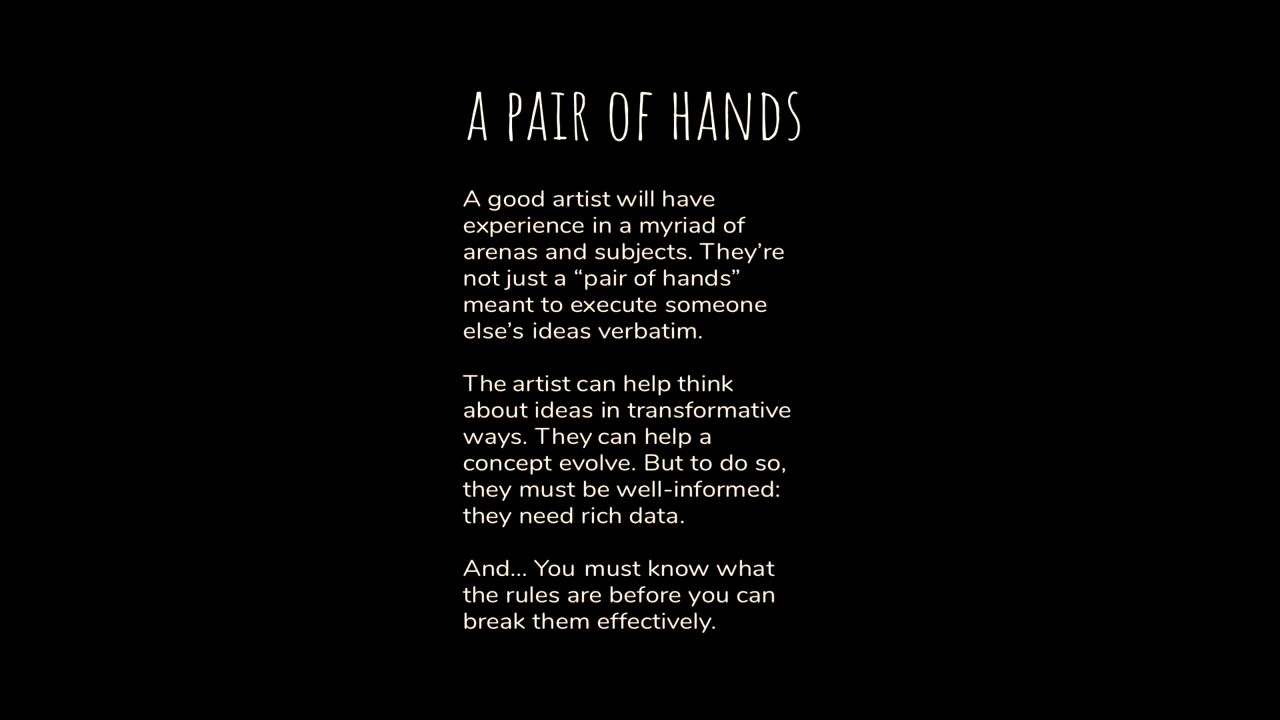 A PAIR OF HANDS
A good artist will have
experience in a myriad of
arenas and subjects. They’re
not just a “pair of hands”
meant to execute someone
else’s ideas verbatim.
The artist can help think
about ideas in transformative
ways. They can help a
concept evolve. But to do so,
they must be well-informed:
they need rich data.
And... You must know what
the rules are before you can
break them effectively.